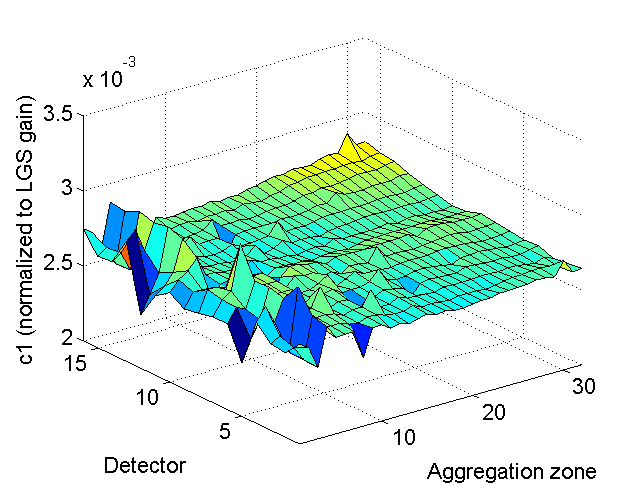 x 10^-3
3.5
3
2.5
2
c1 (normalized to LGS gain)
15
10
5
Detector
10
20
30
Aggregation zone